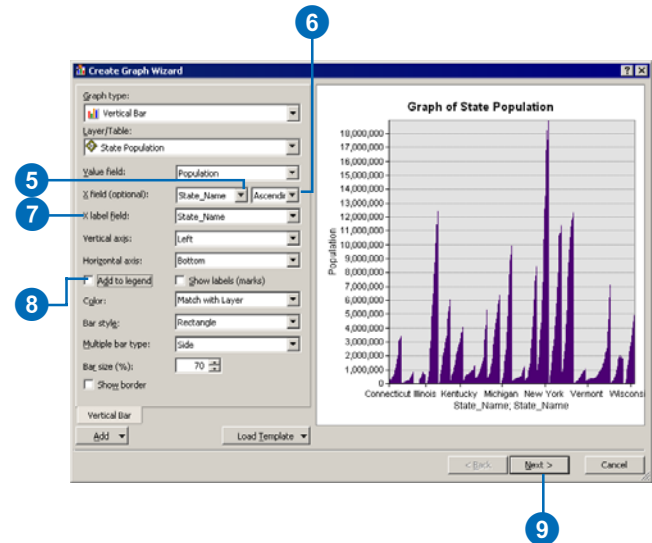 6
Create Graph Wizard
Graph type:
Vertical Bar
Layer/Table:
State Population
Value field:
Population
5
X field (optional):
State_Name
Ascendi
7
X label field:
State_Name
Vertical axis:
Left
Horizontal axis:
Bottom
8
Add to legend
Show labels (marks)
Color:
Match with Layer
Bar style:
Rectangle
Multiple bar type:
Side
Bar size (%):
70
Show border
Vertical Bar
Add
Load Template
Graph of State Population
18,000,000
17,000,000
16,000,000
15,000,000
14,000,000
13,000,000
12,000,000
11,000,000
10,000,000
9,000,000
8,000,000
7,000,000
6,000,000
5,000,000
4,000,000
3,000,000
2,000,000
1,000,000
0
Population
Connecticut Illinois Kentucky Michigan New York Vermont Wisconsi
State_Name; State_Name
< Back
Next >
Cancel
9